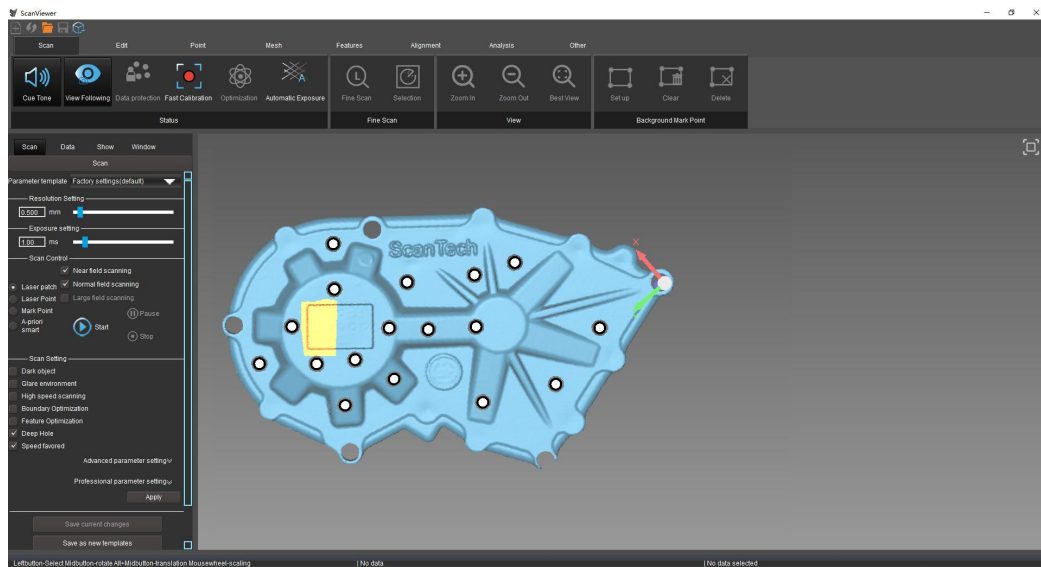 ScanViewer
Scan Edit Point Mesh Features Alignment Analysis Other
Cue Tone View Following Data protection Fast Calibration Optimization Automatic Exposure Fine Scan Selection Zoom In Zoom Out Best View Set up Clear Delete
Status Fine Scan View Background Mark Point
Scan Data Show Window
Scan
Parameter template Factory settings(default)
Resolution Setting
0.500 mm
Exposure setting
1.00 ms
Scan Control
Near field scanning
Laser patch Normal field scanning
Laser Point Large field scanning
Mark Point Pause
A-priori smart Start
Stop
Scan Setting
Dark object
Glare environment
High speed scanning
Boundary Optimization
Feature Optimization
Deep Hole
Speed favored
Advanced parameter setting
Professional parameter setting
Apply
Save current changes
Save as new templates
ScanTech
X
Leftbutton-Select Midbutton-rotate Alt+Midbutton-translation Mousewheel-scaling | No data | No data selected